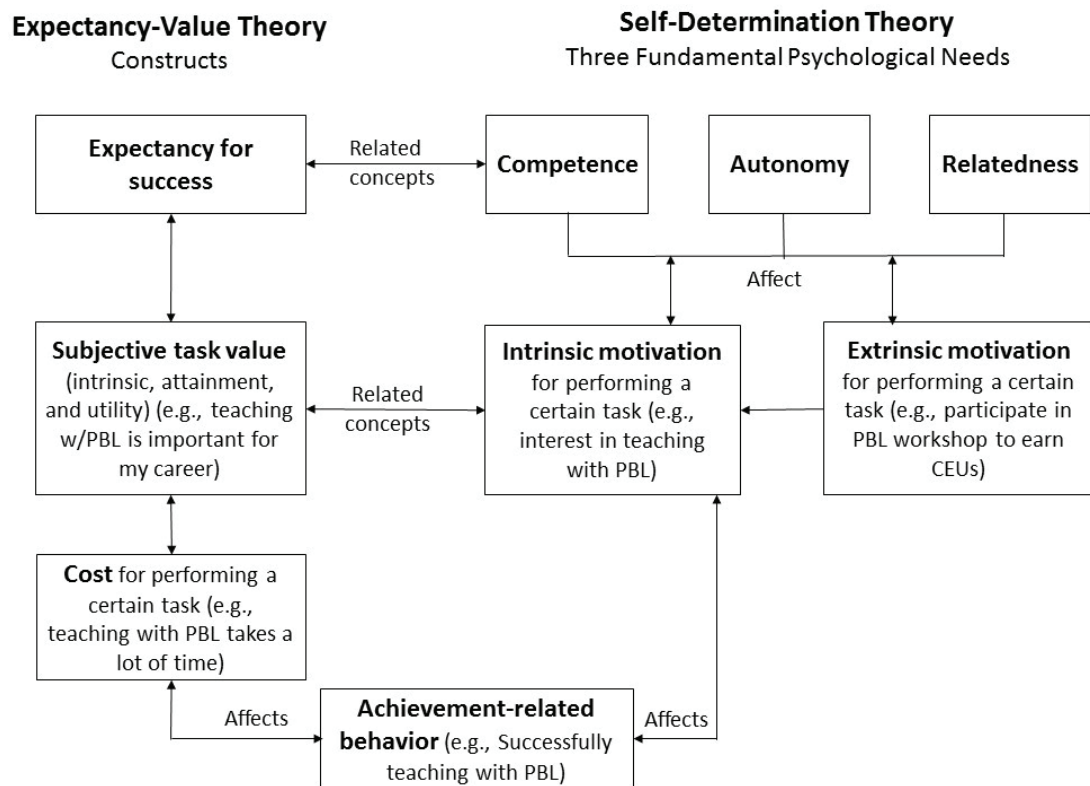 Expectancy-Value Theory
Constructs
Self-Determination Theory
Three Fundamental Psychological Needs
Expectancy for
success
Related
concepts
Competence
Autonomy
Relatedness
Affect
Subjective task value
(intrinsic, attainment,
and utility) (e.g., teaching
w/PBL is important for
my career)
Related
concepts
Intrinsic motivation
for performing a
certain task (e.g.,
interest in teaching
with PBL)
Extrinsic motivation
for performing a certain
task (e.g., participate in
PBL workshop to earn
CEUs)
Cost for performing a
certain task (e.g.,
teaching with PBL takes a
lot of time)
Affects
Achievement-related
behavior (e.g., Successfully
teaching with PBL)
Affects